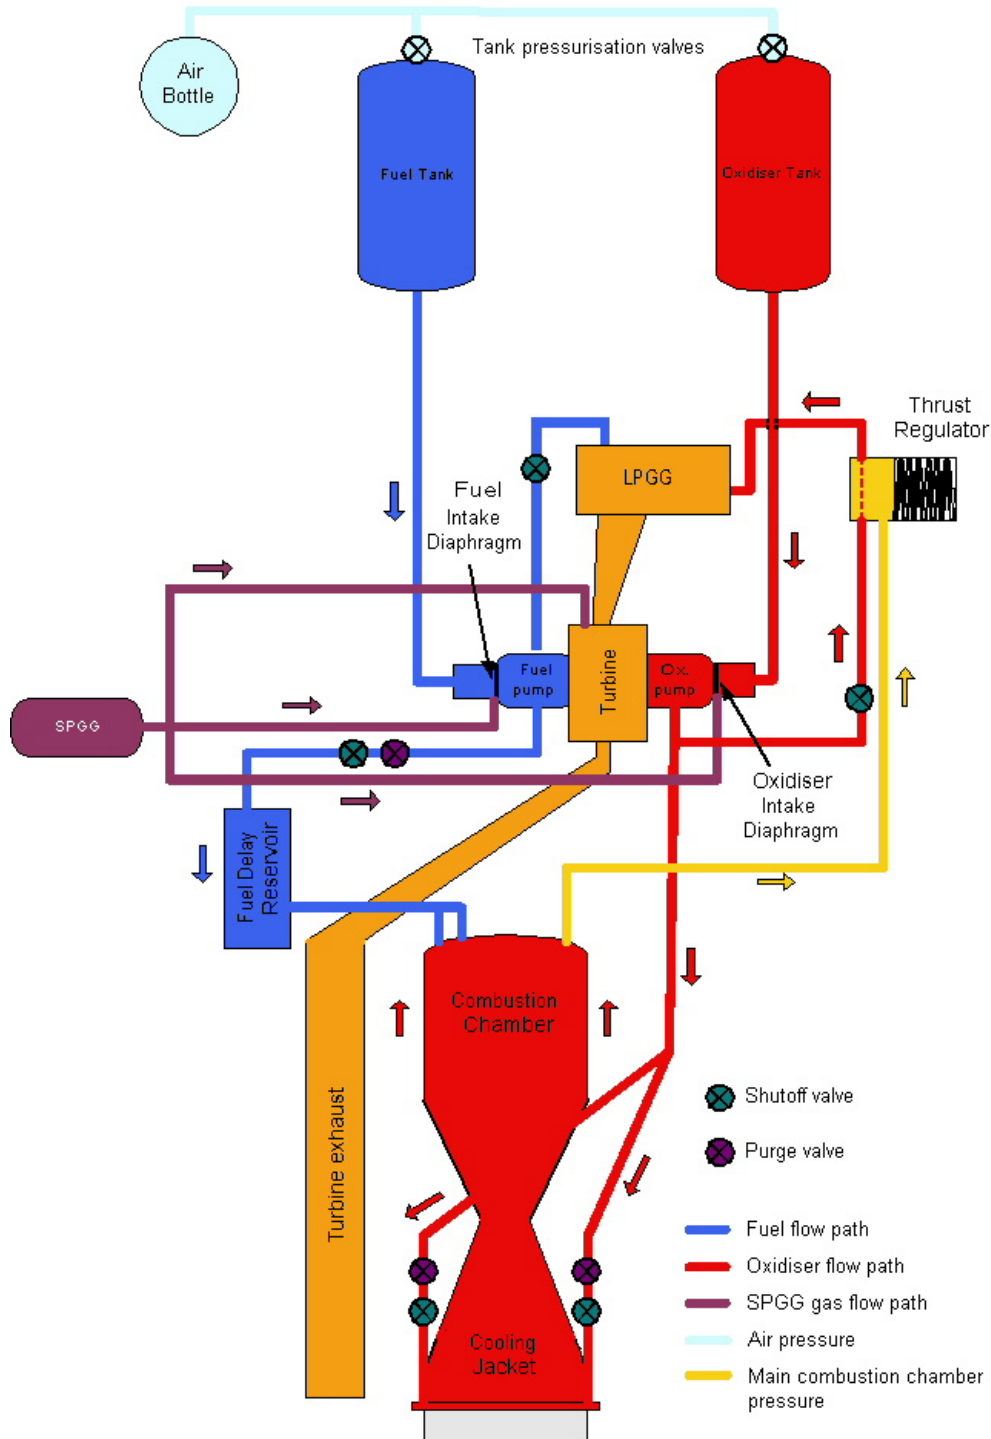 Tank pressurisation valves
Air
Bottle
Fuel Tank
Oxidiser Tank
Thrust
Regulator
LPGG
Fuel
Intake
Diaphragm
Fuel
pump
Turbine
Ox.
pump
SPGG
Oxidiser
Intake
Diaphragm
Fuel Delay
Reservoir
Combustion
Chamber
Turbine exhaust
Shutoff valve
Purge valve
Fuel flow path
Oxidiser flow path
SPGG gas flow path
Air pressure
Main combustion chamber
pressure
Cooling
Jacket